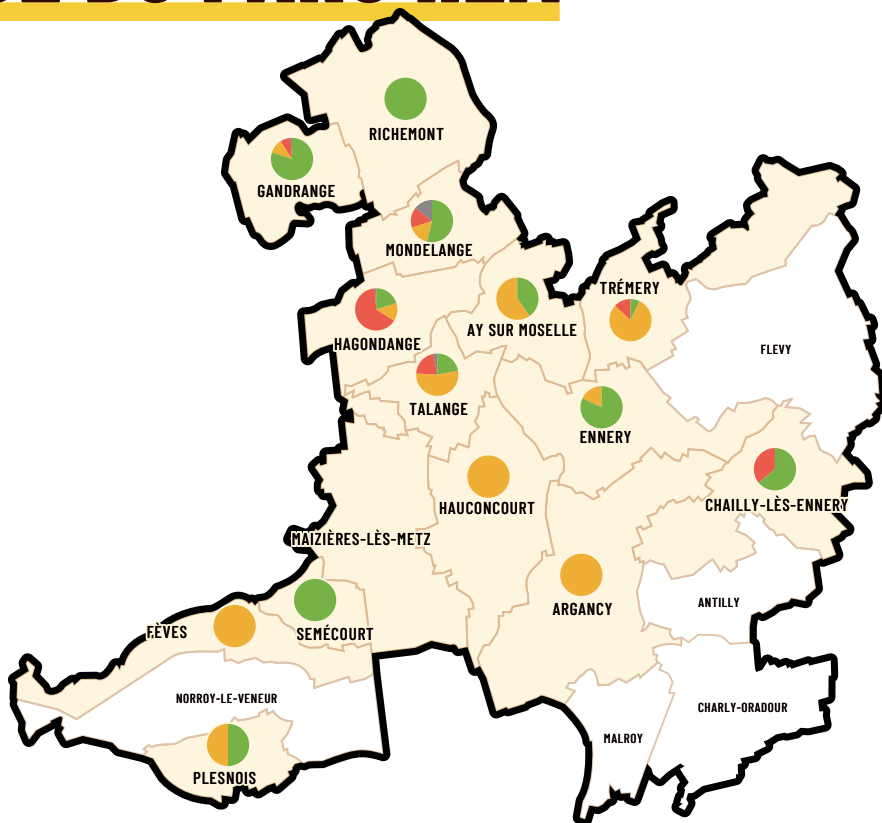 RICHEMONT
GANDRANGE
MONDELANGE
TRÉMERY
AY SUR MOSELLE
HAGONDANGE
FLEVY
TALANGE
ENNERY
CHAILLY-LÈS-ENNERY
HAUCONCOURT
MAIZIÈRES-LÈS-METZ
ANTILLY
ARGANCY
FÈVES
SEMÉCOURT
NORROY-LE-VENEUR
CHARLY-ORADOUR
MALROY
PLESNOIS